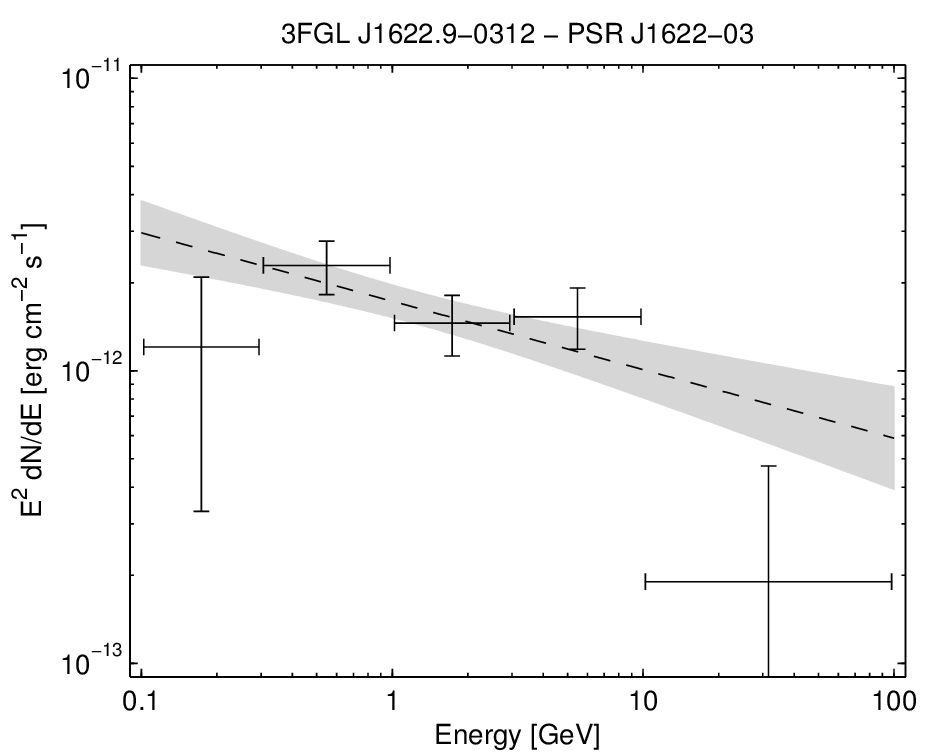 3FGL J1622.9−0312 − PSR J1622−03
10⁻¹¹
10⁻¹²
10⁻¹³
E² dN/dE [erg cm⁻² s⁻¹]
0.1 1 10 100
Energy [GeV]